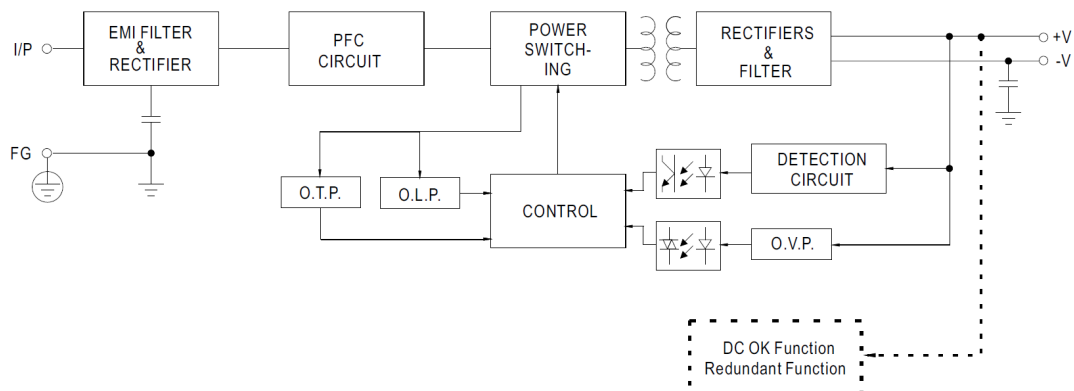 I/P
EMI FILTER
&
RECTIFIER
PFC
CIRCUIT
POWER
SWITCH-
ING
RECTIFIERS
&
FILTER
+V
-V
FG
O.T.P.
O.L.P.
CONTROL
DETECTION
CIRCUIT
O.V.P.
DC OK Function
Redundant Function